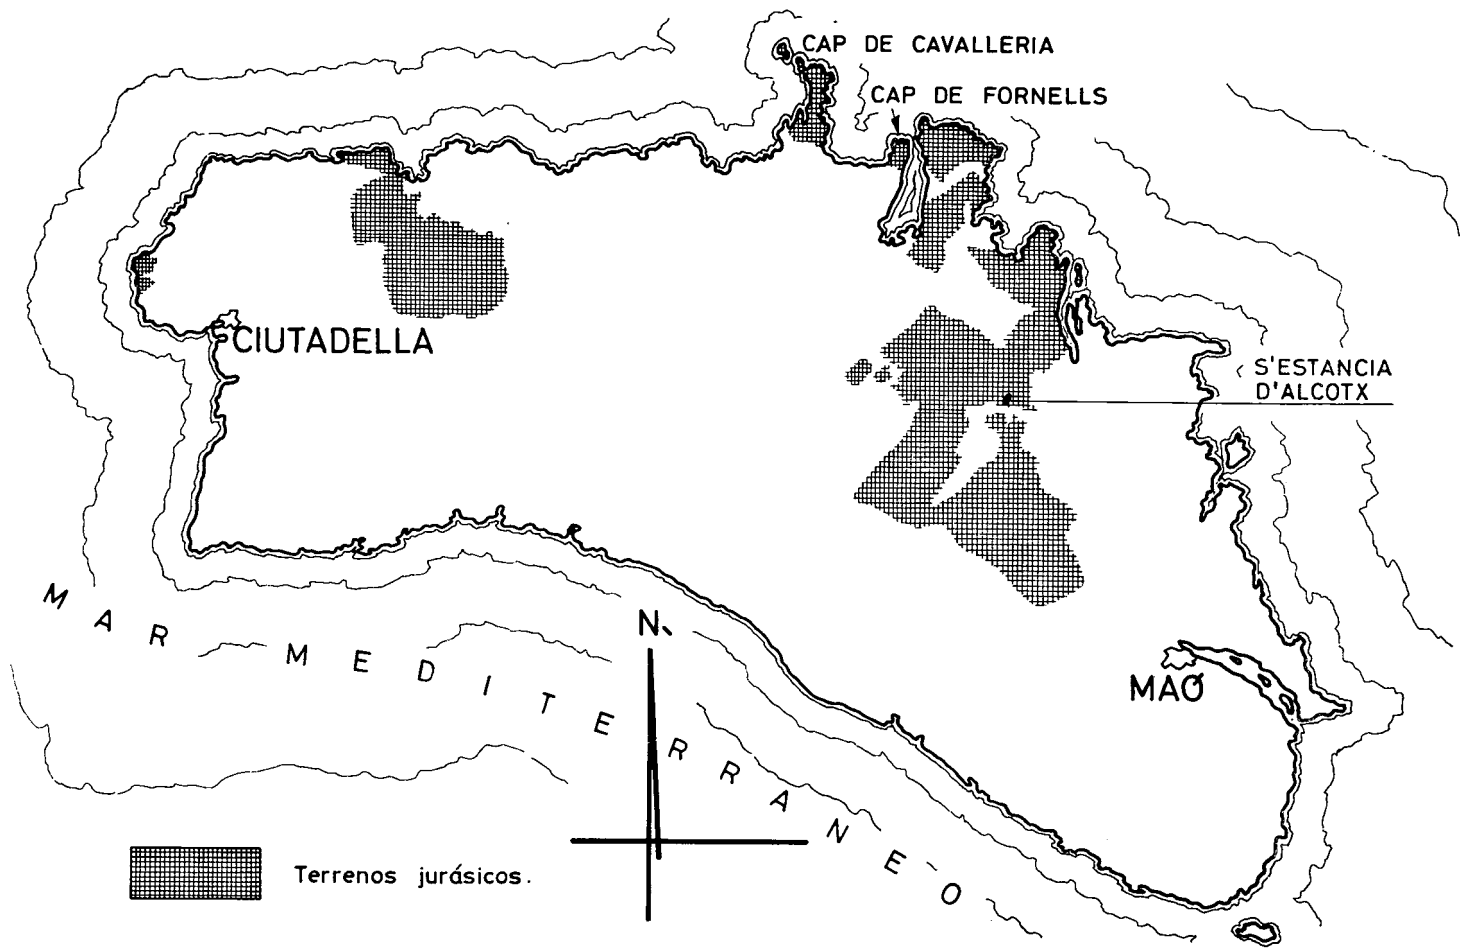 CAP DE CAVALLERIA
CAP DE FORNELLS
CIUTADELLA
S'ESTANCIA
D'ALCOTX
MAÓ
N
MAR MEDITERRANEO
Terrenos jurásicos.